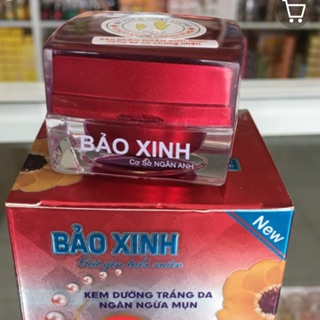 BẢO XINH
Cơ Sở NGÂN ANH
BẢO XINH
New
KEM DƯỠNG TRẮNG DA
NGĂN NGỪA MỤN